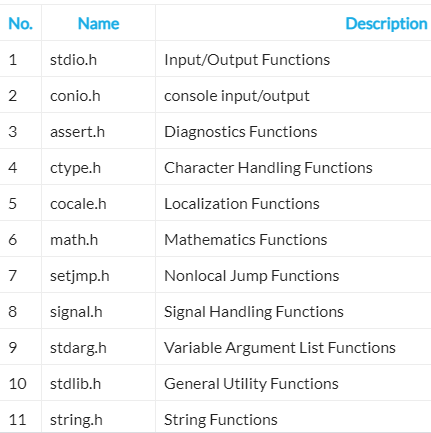 No. Name Description
1 stdio.h Input/Output Functions
2 conio.h console input/output
3 assert.h Diagnostics Functions
4 ctype.h Character Handling Functions
5 cocale.h Localization Functions
6 math.h Mathematics Functions
7 setjmp.h Nonlocal Jump Functions
8 signal.h Signal Handling Functions
9 stdarg.h Variable Argument List Functions
10 stdlib.h General Utility Functions
11 string.h String Functions